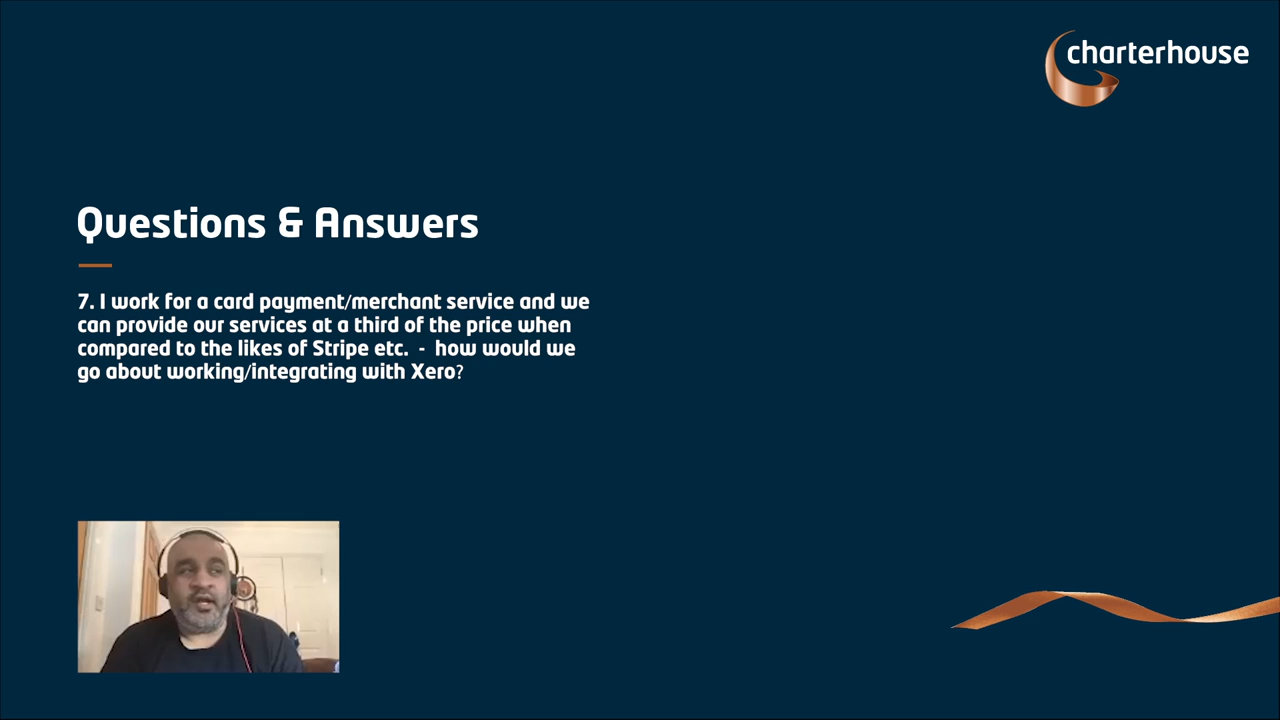 charterhouse
Questions & Answers
7. I work for a card payment/merchant service and we
can provide our services at a third of the price when
compared to the likes of Stripe etc.  -  how would we
go about working/integrating with Xero?